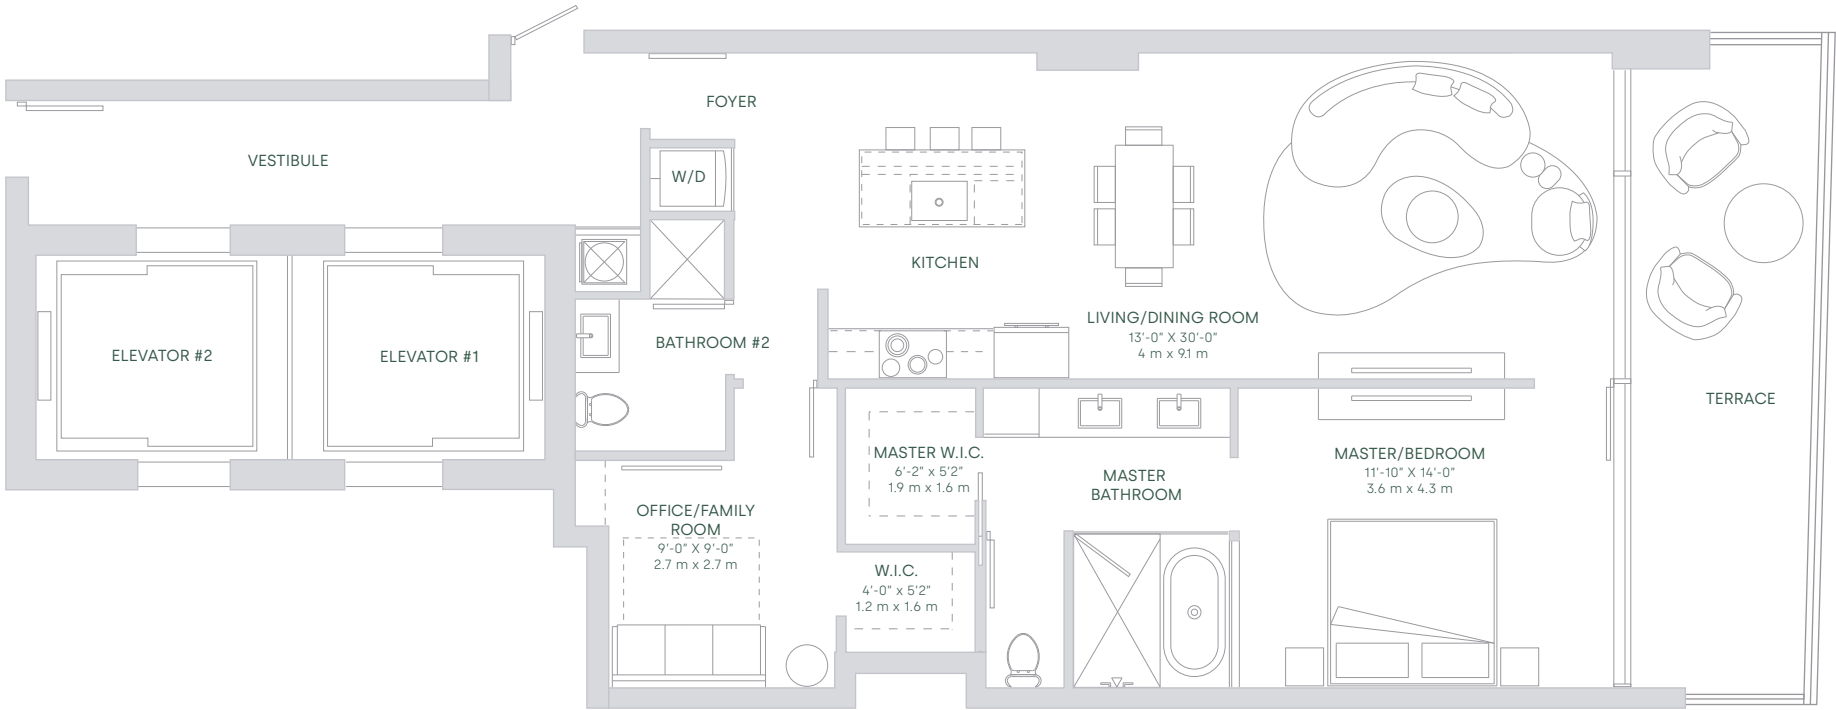 FOYER
VESTIBULE
W/D
KITCHEN
LIVING/DINING ROOM
13'-0" X 30'-0"
4 m x 9.1 m
BATHROOM #2
ELEVATOR #2
ELEVATOR #1
TERRACE
MASTER W.I.C.
6'-2" x 5'2"
1.9 m x 1.6 m
MASTER
BATHROOM
MASTER/BEDROOM
11'-10" X 14'-0"
3.6 m x 4.3 m
OFFICE/FAMILY
ROOM
9'-0" X 9'-0"
2.7 m x 2.7 m
W.I.C.
4'-0" x 5'2"
1.2 m x 1.6 m